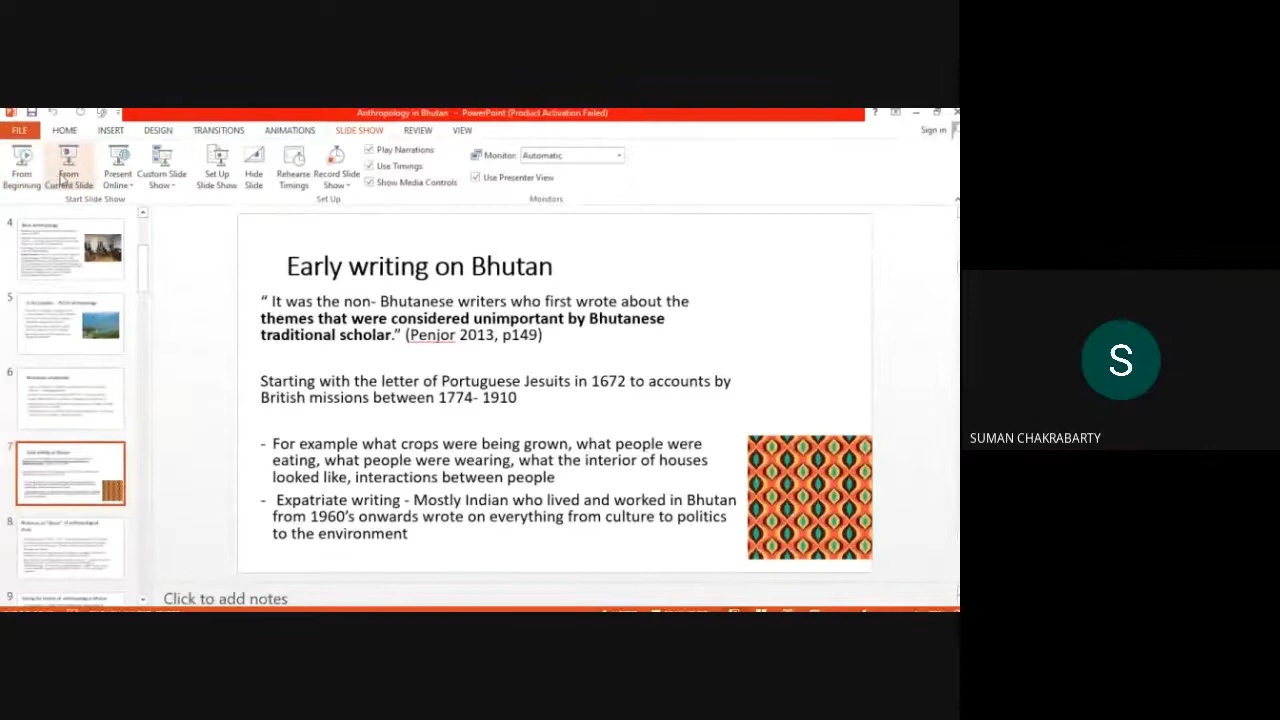 Anthropology in Bhutan - PowerPoint (Product Activation Failed)
FILE HOME INSERT DESIGN TRANSITIONS ANIMATIONS SLIDE SHOW REVIEW VIEW Sign in
From Beginning
From Current Slide
Present Online
Custom Slide Show
Set Up Slide Show
Hide Slide
Rehearse Timings
Record Slide Show
Play Narrations
Use Timings
Show Media Controls
Monitor: Automatic
Use Presenter View
Start Slide Show Set Up Monitors
4
5
6
7
8
9
Early writing on Bhutan
“ It was the non- Bhutanese writers who first wrote about the
themes that were considered unimportant by Bhutanese
traditional scholar.” (Penjor 2013, p149)
Starting with the letter of Portuguese Jesuits in 1672 to accounts by
British missions between 1774- 1910
- For example what crops were being grown, what people were
eating, what people were wearing, what the interior of houses
looked like, interactions between people
- Expatriate writing - Mostly Indian who lived and worked in Bhutan
from 1960’s onwards wrote on everything from culture to politics
to the environment
Click to add notes
S
SUMAN CHAKRABARTY